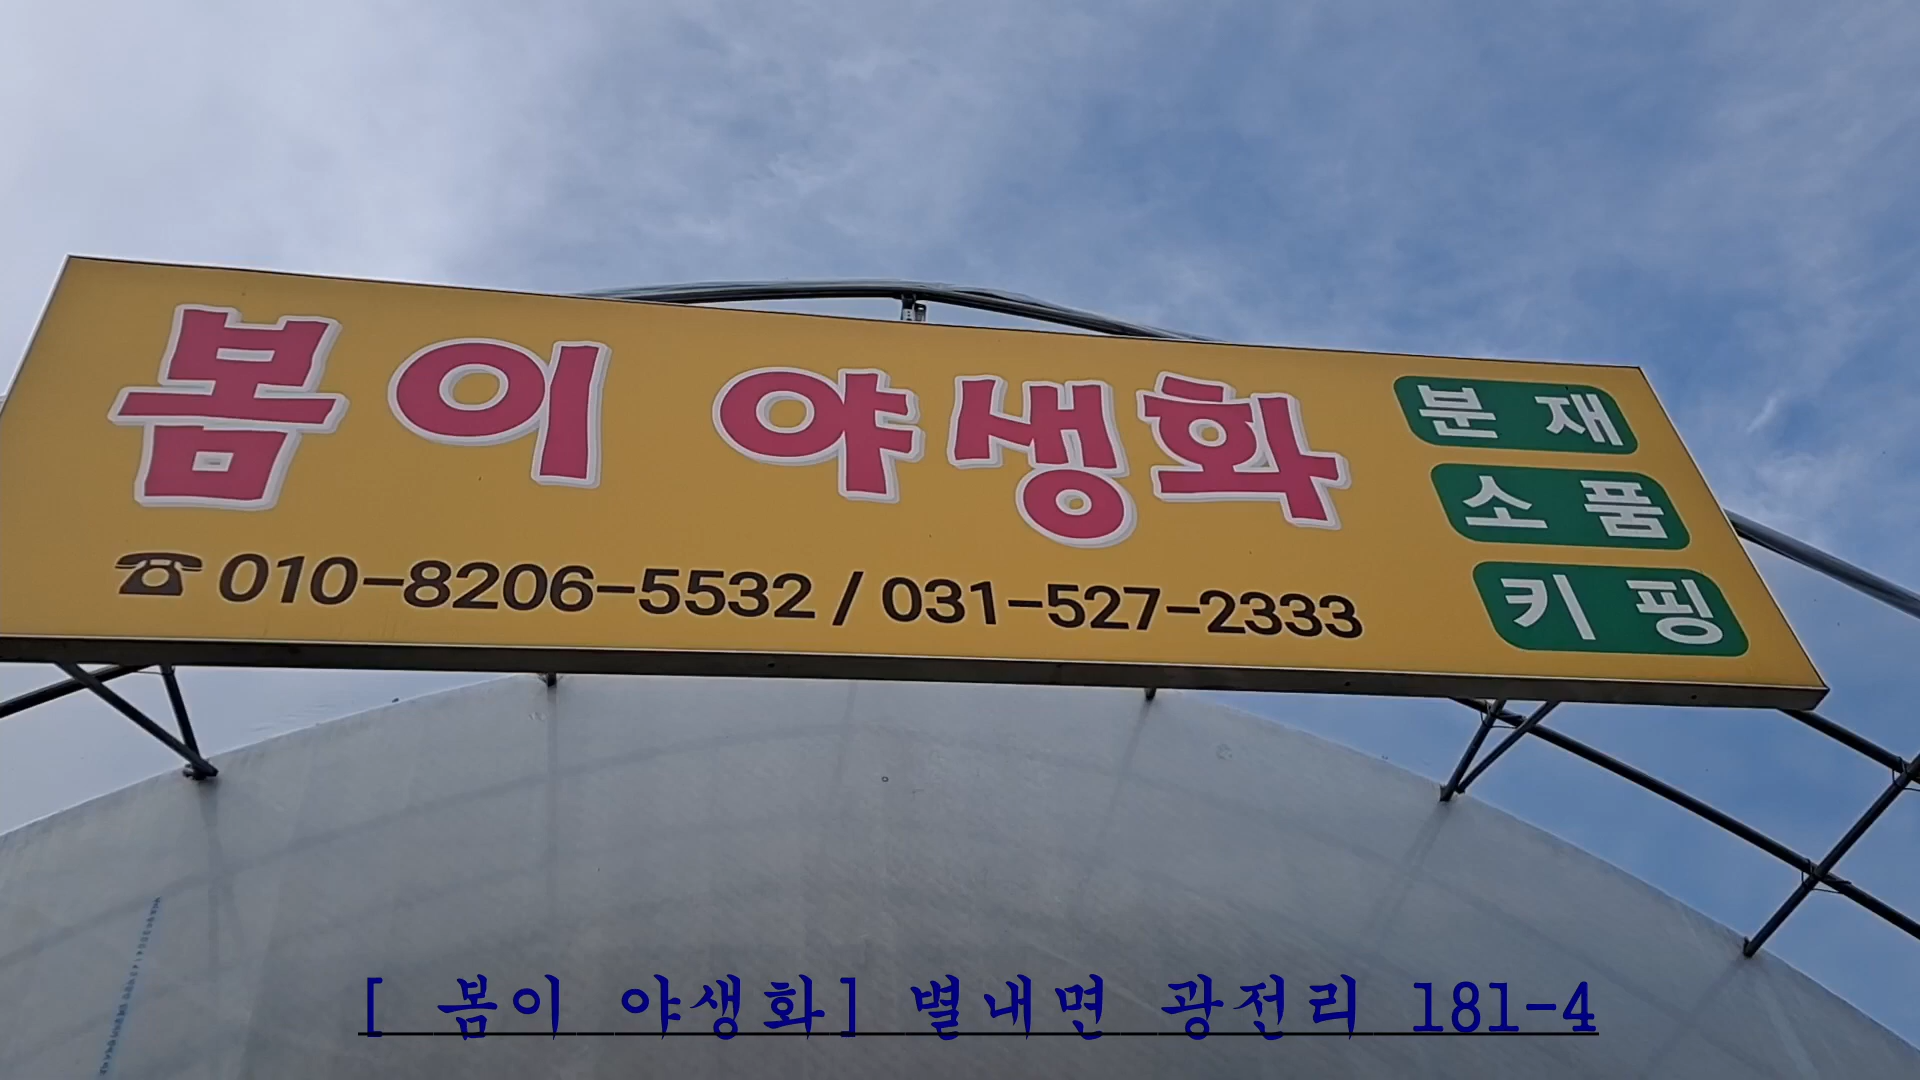 봄이 야생화
분재
소품
키핑
☎ 010-8206-5532 / 031-527-2333
[ 봄이 야생화] 별내면 광전리 181-4